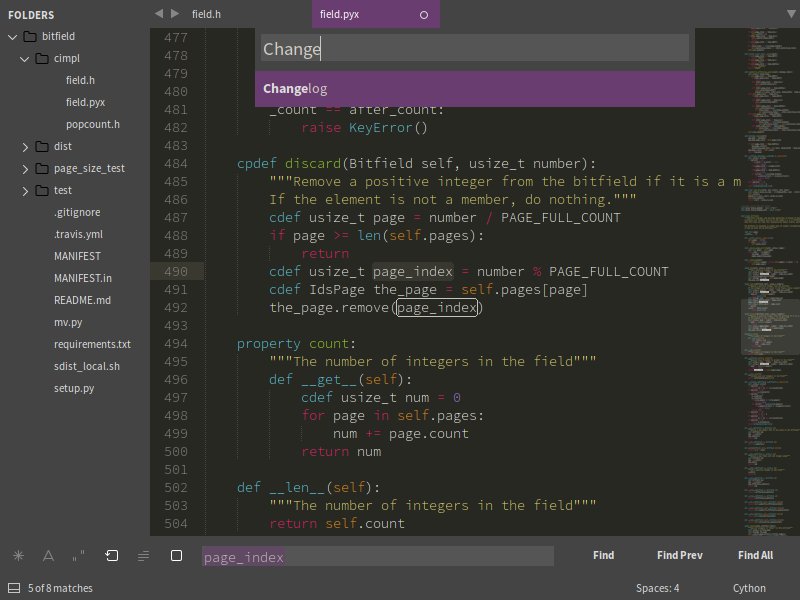 FOLDERS
bitfield
cimpl
field.h
field.pyx
popcount.h
dist
page_size_test
test
.gitignore
.travis.yml
MANIFEST
MANIFEST.in
README.md
mv.py
requirements.txt
sdist_local.sh
setup.py
field.h
field.pyx
Change
Changelog
477
478
479
480
481 _count == after_count:
482 raise KeyError()
483
484 cpdef discard(Bitfield self, usize_t number):
485 """Remove a positive integer from the bitfield if it is a m
486 If the element is not a member, do nothing."""
487 cdef usize_t page = number / PAGE_FULL_COUNT
488 if page >= len(self.pages):
489 return
490 cdef usize_t page_index = number % PAGE_FULL_COUNT
491 cdef IdsPage the_page = self.pages[page]
492 the_page.remove(page_index)
493
494 property count:
495 """The number of integers in the field"""
496 def __get__(self):
497 cdef usize_t num = 0
498 for page in self.pages:
499 num += page.count
500 return num
501
502 def __len__(self):
503 """The number of integers in the field"""
504 return self.count
page_index
Find
Find Prev
Find All
5 of 8 matches
Spaces: 4
Cython